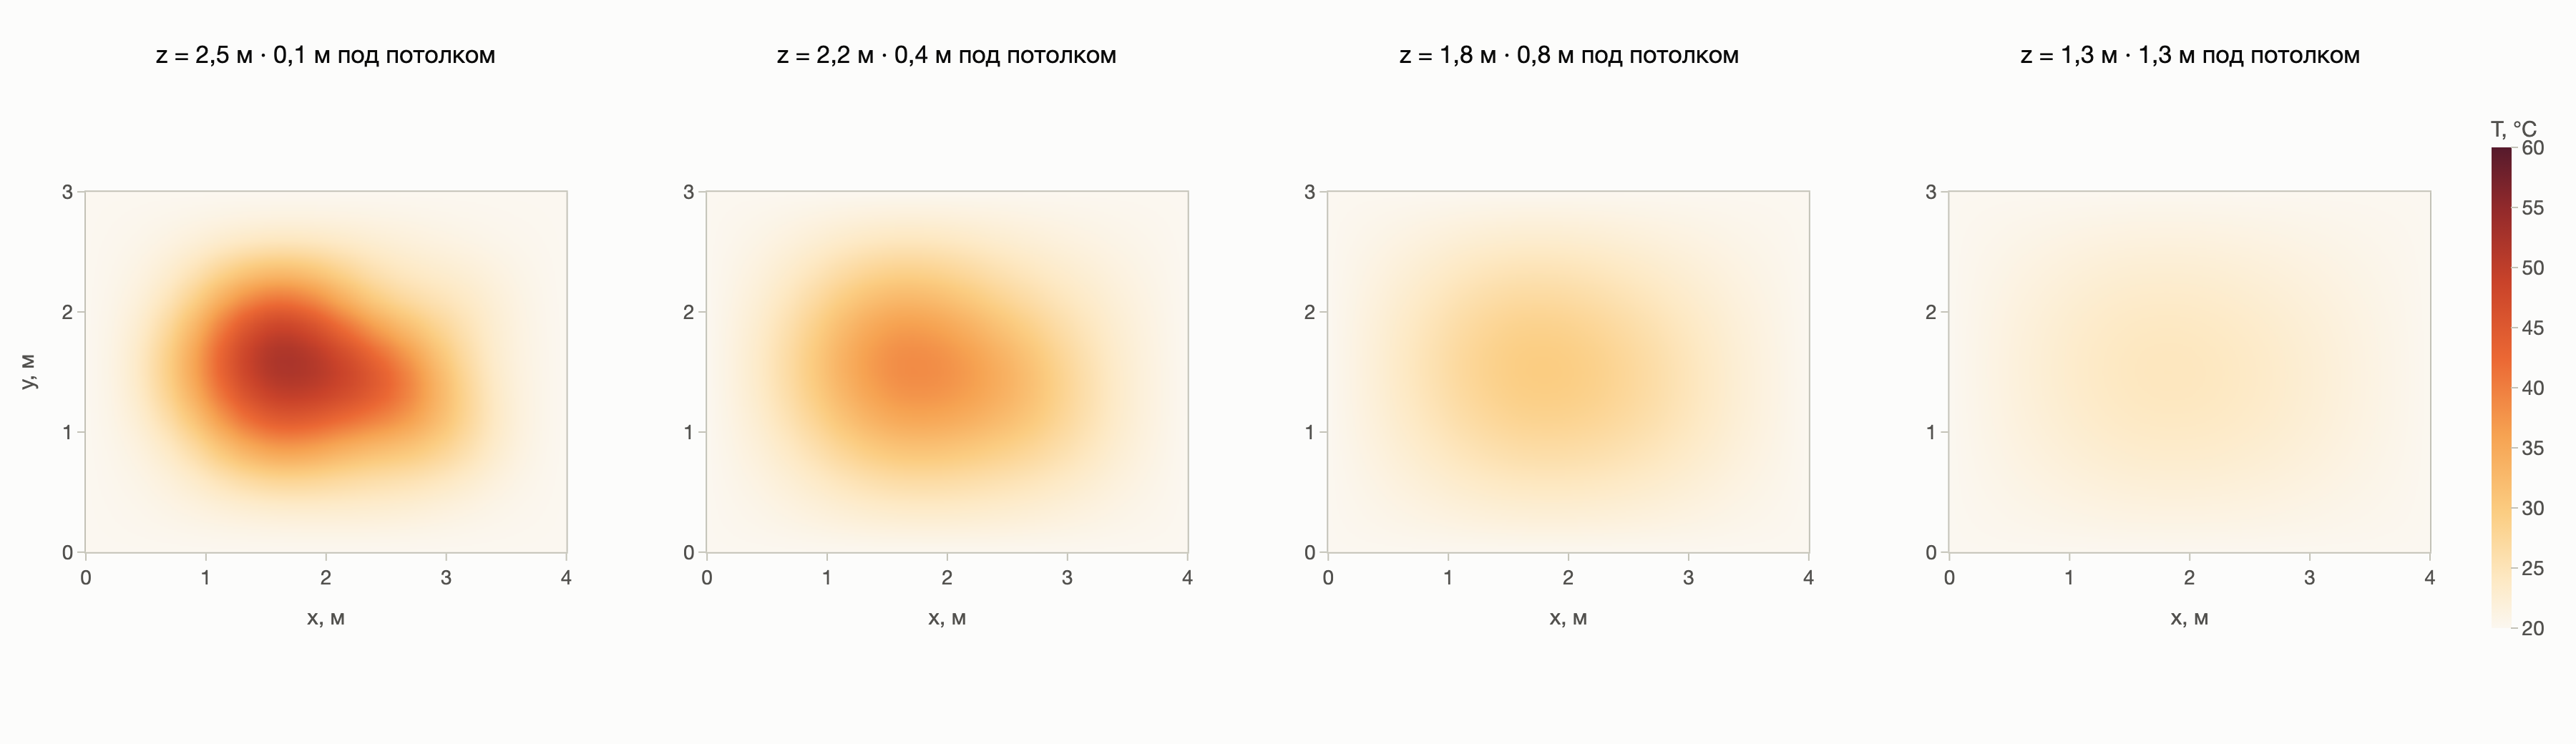 z = 2,5 м · 0,1 м под потолком
z = 2,2 м · 0,4 м под потолком
z = 1,8 м · 0,8 м под потолком
z = 1,3 м · 1,3 м под потолком
y, м
3
2
1
0
0 1 2 3 4
x, м
3
2
1
0
0 1 2 3 4
x, м
3
2
1
0
0 1 2 3 4
x, м
3
2
1
0
0 1 2 3 4
x, м
T, °C
60
55
50
45
40
35
30
25
20